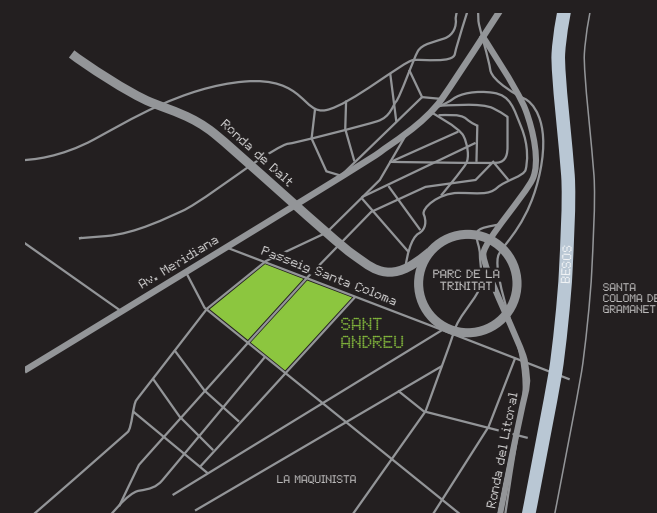 Ronda de Dalt
Av. Meridiana
Passeig Santa Coloma
PARC DE LA
TRINITAT
BESÒS
SANTA
COLOMA DE
GRAMANET
SANT
ANDREU
LA MAQUINISTA
Ronda del Litoral